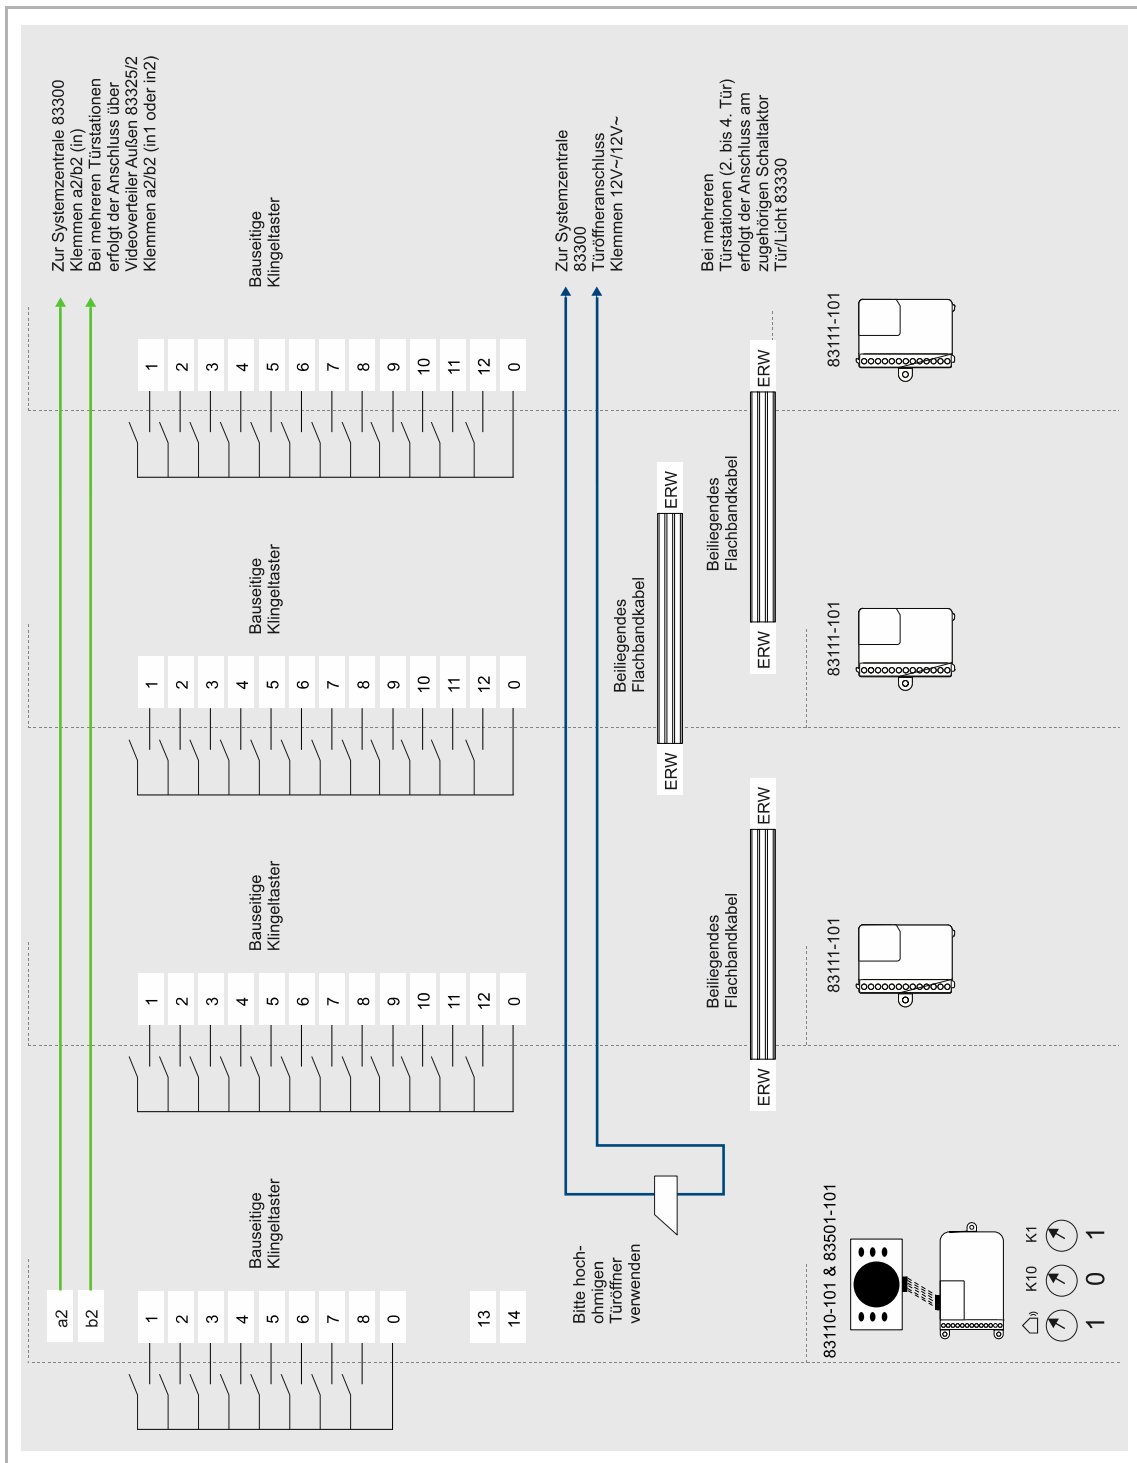 a2
b2
Zur Systemzentrale 83300
Klemmen a2/b2 (in)
Bei mehreren Türstationen
erfolgt der Anschluss über
Videoverteiler Außen 83325/2
Klemmen a2/b2 (in1 oder in2)
1
2
3
4
5
6
7
8
0
13
14
Bauseitige
Klingeltaster
1
2
3
4
5
6
7
8
9
10
11
12
0
Bauseitige
Klingeltaster
1
2
3
4
5
6
7
8
9
10
11
12
0
Bauseitige
Klingeltaster
1
2
3
4
5
6
7
8
9
10
11
12
0
Bauseitige
Klingeltaster
Bitte hoch-
ohmigen
Türöffner
verwenden
Zur Systemzentrale
83300
Türöffneranschluss
Klemmen 12V~/12V~
Beiliegendes
Flachbandkabel
ERW
ERW
Beiliegendes
Flachbandkabel
ERW
ERW
Beiliegendes
Flachbandkabel
ERW
ERW
Bei mehreren
Türstationen (2. bis 4. Tür)
erfolgt der Anschluss am
zugehörigen Schaltaktor
Tür/Licht 83330
83110-101 & 83501-101
83111-101
83111-101
83111-101
K10 K1
1 0 1